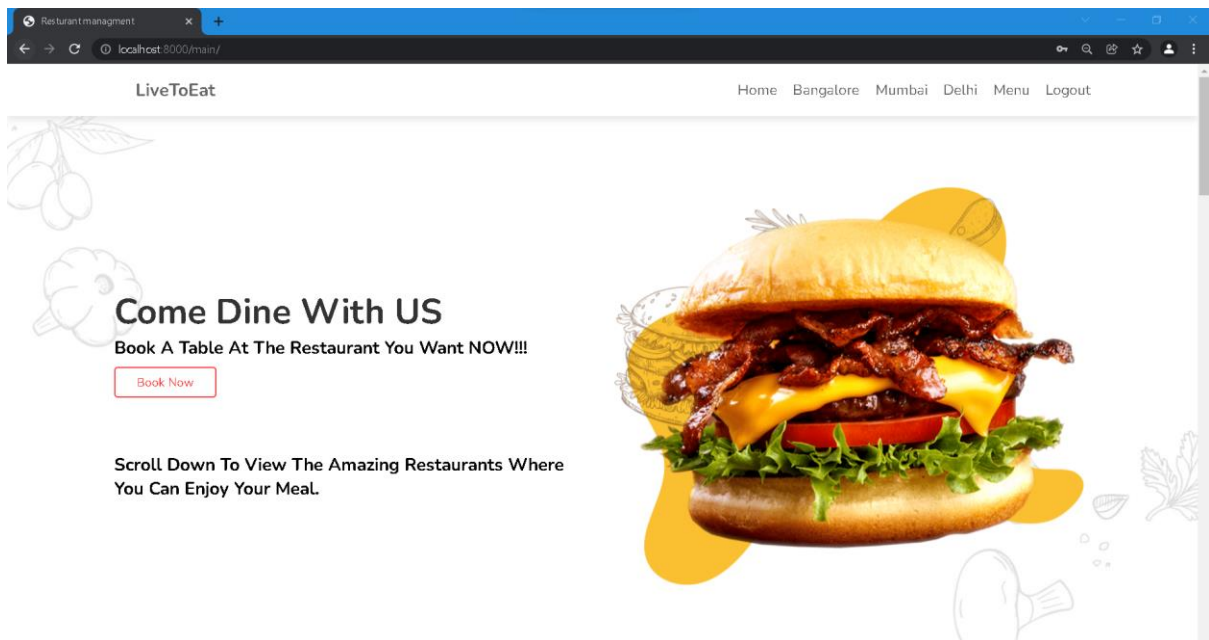 Resturant managment
localhost:8000/main/
LiveToEat
Home Bangalore Mumbai Delhi Menu Logout
Come Dine With US
Book A Table At The Restaurant You Want NOW!!!
Book Now
Scroll Down To View The Amazing Restaurants Where
You Can Enjoy Your Meal.